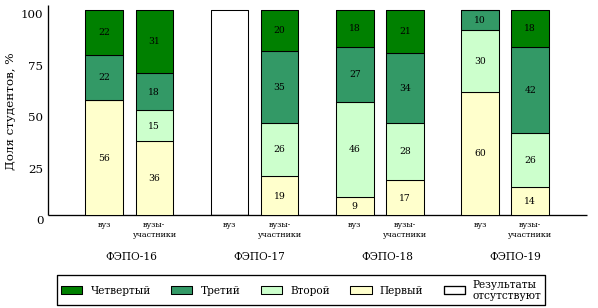 Доля студентов, %
100
75
50
25
0
22
22
56
31
18
15
36
20
35
26
19
18
27
46
9
21
34
28
17
10
30
60
18
42
26
14
вуз
вузы-
участники
вуз
вузы-
участники
вуз
вузы-
участники
вуз
вузы-
участники
ФЭПО-16
ФЭПО-17
ФЭПО-18
ФЭПО-19
Четвертый
Третий
Второй
Первый
Результаты
отсутствуют